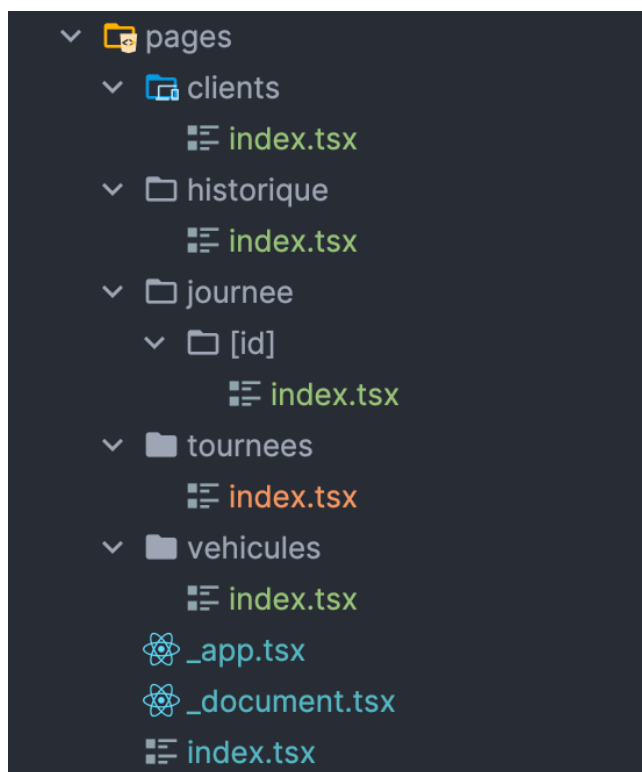 pages
clients
index.tsx
historique
index.tsx
journee
[id]
index.tsx
tournees
index.tsx
vehicules
index.tsx
_app.tsx
_document.tsx
index.tsx